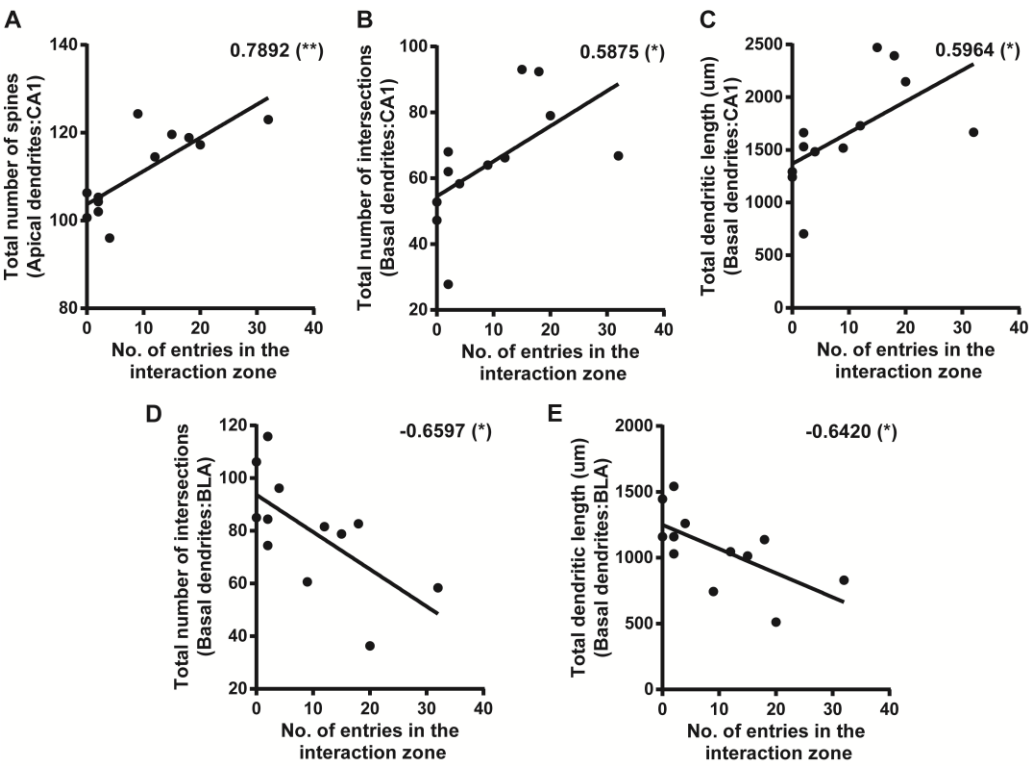 A
0.7892 (**)
Total number of spines
(Apical dendrites:CA1)
140
120
100
80
0 10 20 30 40
No. of entries in the
interaction zone
B
0.5875 (*)
Total number of intersections
(Basal dendrites:CA1)
100
80
60
40
20
0 10 20 30 40
No. of entries in the
interaction zone
C
0.5964 (*)
Total dendritic length (um)
(Basal dendrites:CA1)
2500
2000
1500
1000
500
0
0 10 20 30 40
No. of entries in the
interaction zone
D
-0.6597 (*)
Total number of intersections
(Basal dendrites:BLA)
120
100
80
60
40
20
0 10 20 30 40
No. of entries in the
interaction zone
E
-0.6420 (*)
Total dendritic length (um)
(Basal dendrites:BLA)
2000
1500
1000
500
0
0 10 20 30 40
No. of entries in the
interaction zone